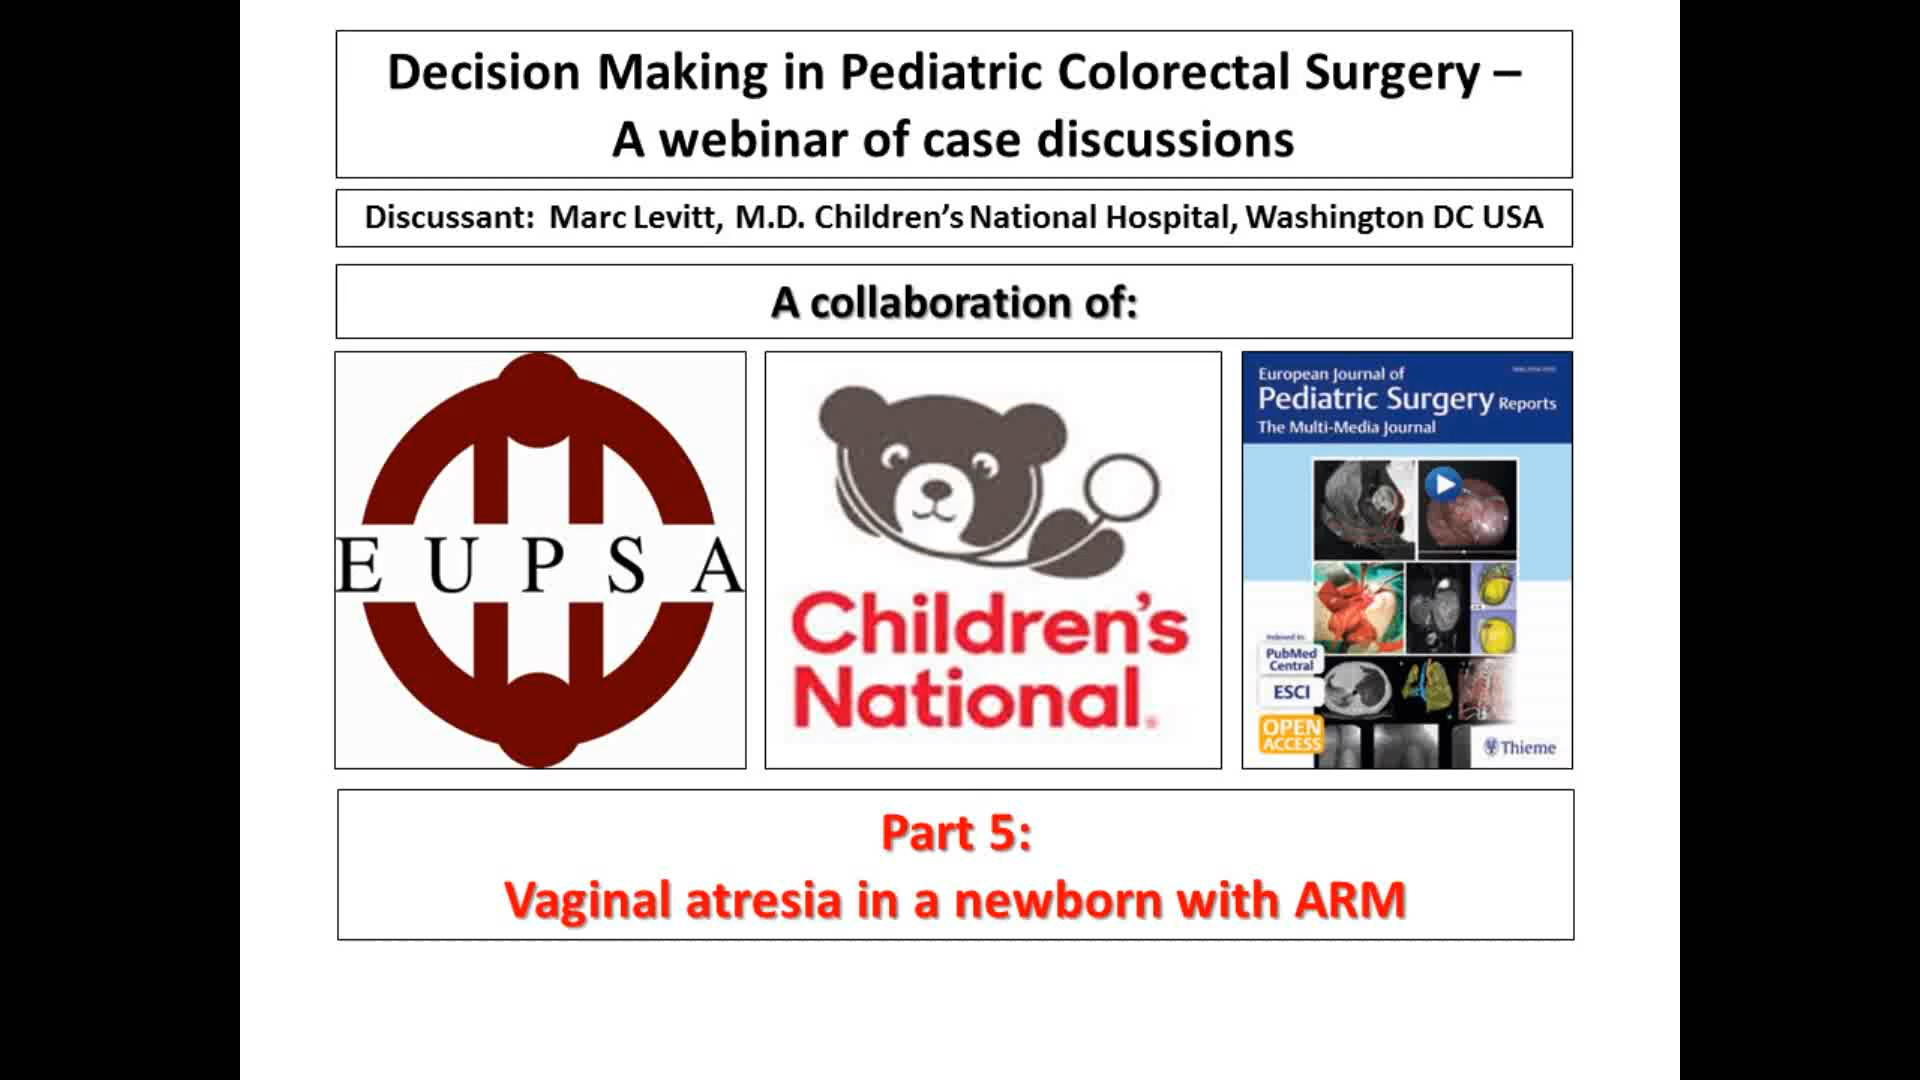 Decision Making in Pediatric Colorectal Surgery –
A webinar of case discussions
Discussant: Marc Levitt, M.D. Children's National Hospital, Washington DC USA
A collaboration of:
E U P S A
Children's
National.
European Journal of
Pediatric Surgery Reports
The Multi-Media Journal
Indexed in:
PubMed
Central
ESCI
OPEN
ACCESS
Thieme
Part 5:
Vaginal atresia in a newborn with ARM